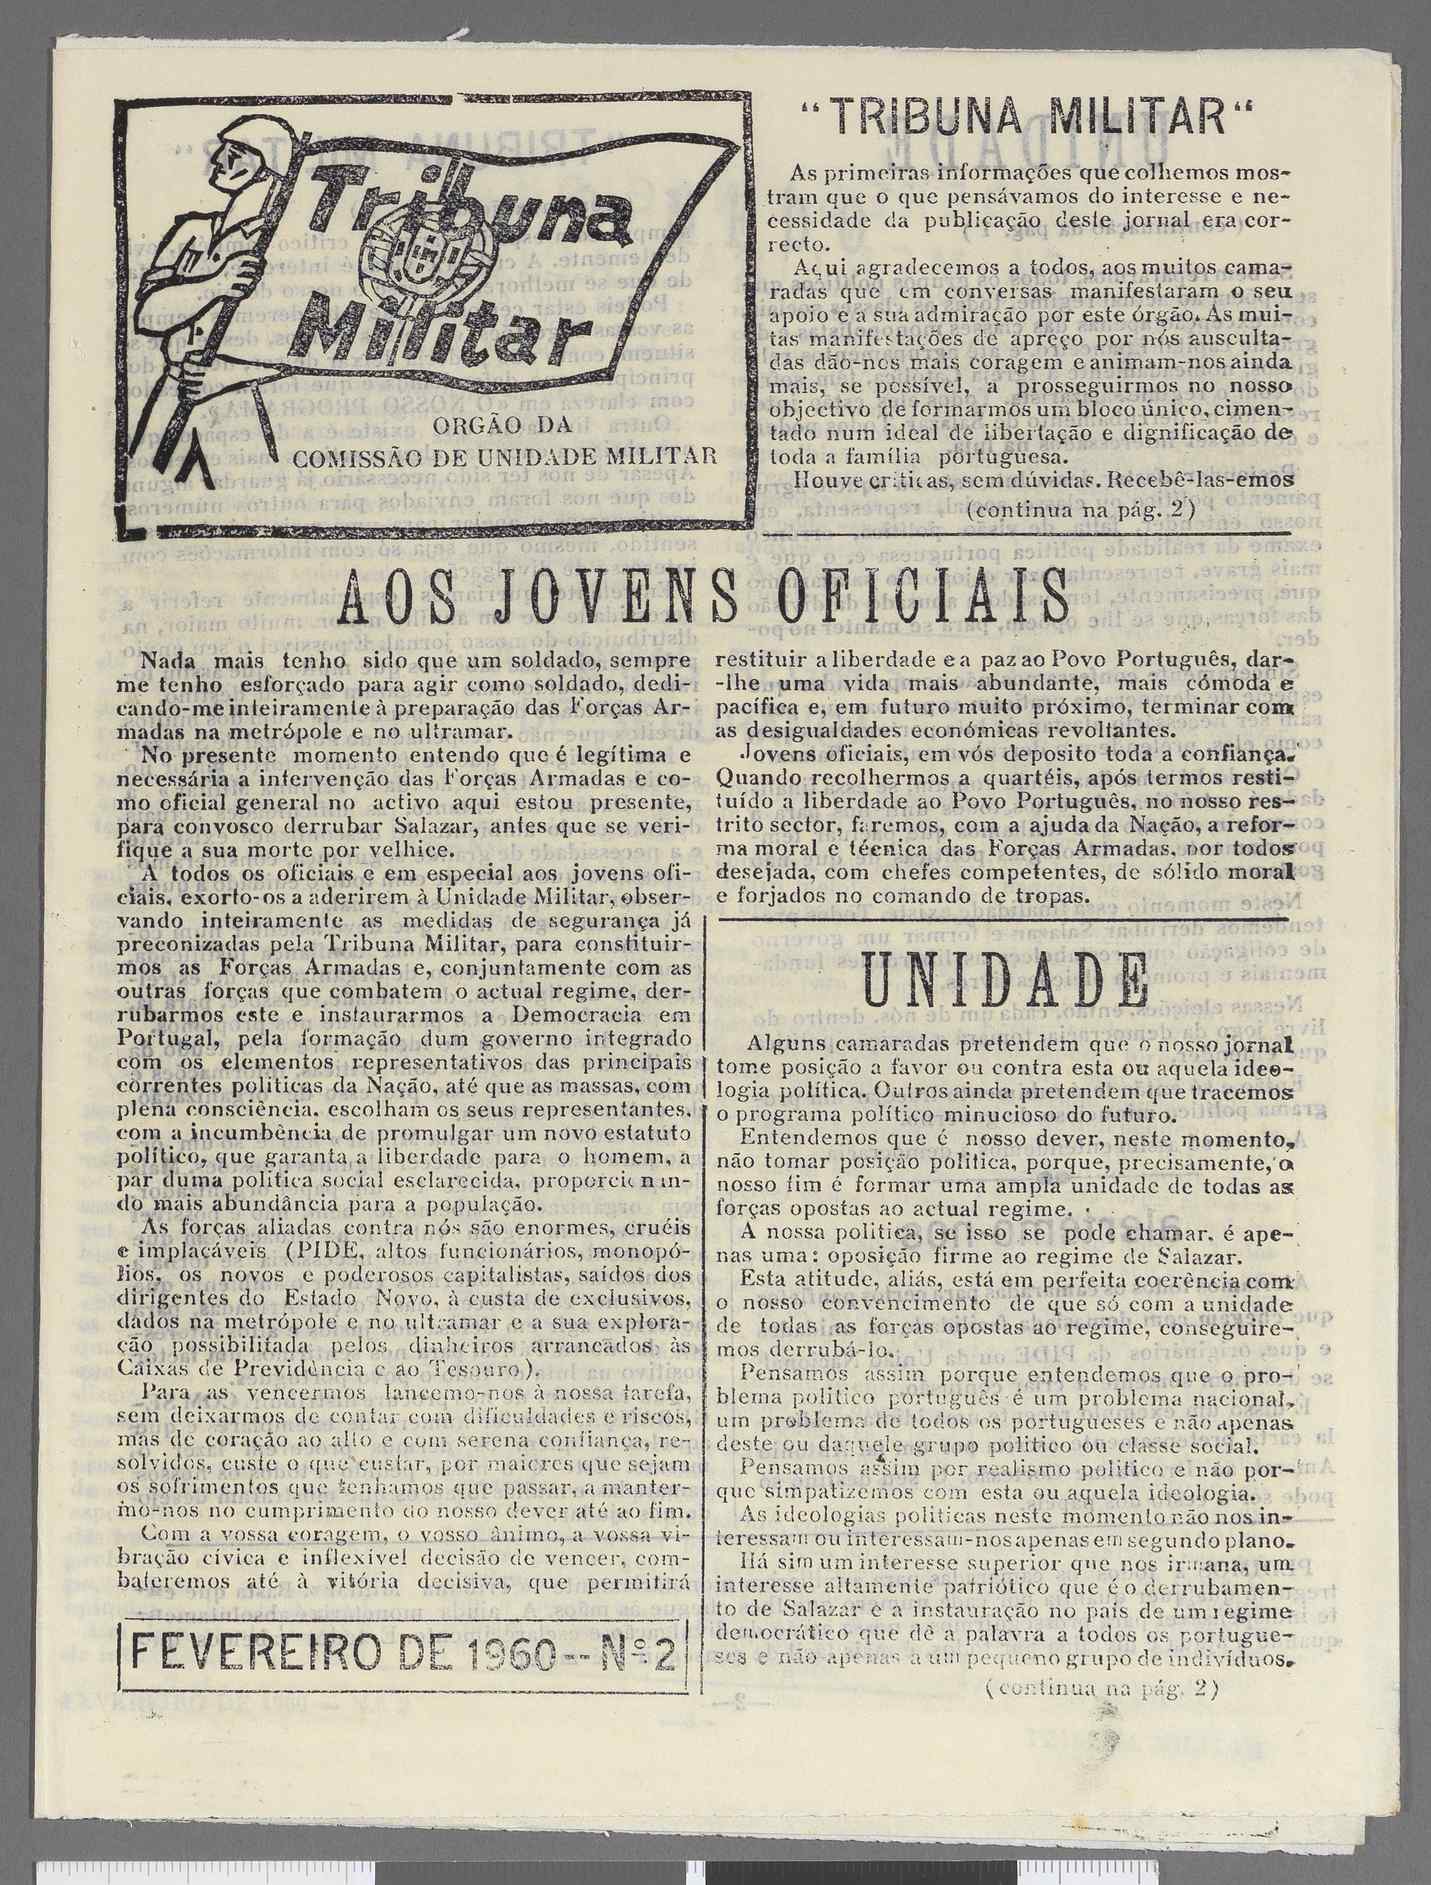 Tribuna
Militar
ORGÃO DA
COMISSÃO DE UNIDADE MILITAR
"TRIBUNA MILITAR"
As primeiras informações que colhemos mos-
tram que o que pensávamos do interesse e ne-
cessidade da publicação deste jornal era cor-
recto.
Aqui agradecemos a todos, aos muitos cama-
radas que em conversas manifestaram o seu
apoio e a sua admiração por este órgão. As mui-
tas manifestações de apreço por nós ausculta-
das dão-nos mais coragem e animam-nos ainda
mais, se possível, a prosseguirmos no nosso
objectivo de formarmos um bloco único, cimen-
tado num ideal de libertação e dignificação de
toda a família portuguesa.
Houve críticas, sem dúvidas. Recebê-las-emos
(continua na pág. 2)
AOS JOVENS OFICIAIS
Nada mais tenho sido que um soldado, sempre
me tenho esforçado para agir como soldado, dedi-
cando-me inteiramente à preparação das Forças Ar-
madas na metrópole e no ultramar.
No presente momento entendo que é legítima e
necessária a intervenção das Forças Armadas e co-
mo oficial general no activo aqui estou presente,
para convosco derrubar Salazar, antes que se veri-
fique a sua morte por velhice.
A todos os oficiais e em especial aos jovens ofi-
ciais, exorto-os a aderirem à Unidade Militar, obser-
vando inteiramente as medidas de segurança já
preconizadas pela Tribuna Militar, para constituir-
mos as Forças Armadas e, conjuntamente com as
outras forças que combatem o actual regime, der-
rubarmos este e instaurarmos a Democracia em
Portugal, pela formação dum governo integrado
com os elementos representativos das principais
correntes politicas da Nação, até que as massas, com
plena consciência, escolham os seus representantes,
com a incumbência de promulgar um novo estatuto
político, que garanta a liberdade para o homem, a
par duma politica social esclarecida, proporcionan-
do mais abundância para a população.
As forças aliadas contra nós são enormes, cruéis
e implacáveis (PIDE, altos funcionários, monopó-
lios, os novos e poderosos capitalistas, saídos dos
dirigentes do Estado Novo, à custa de exclusivos,
dados na metrópole e no ultramar e a sua explora-
ção possibilitada pelos dinheiros arrancados às
Caixas de Previdência e ao Tesouro).
Para as vencermos lancemo-nos à nossa tarefa,
sem deixarmos de contar com dificuldades e riscos,
mas de coração ao alto e com serena confiança, re-
solvidos, custe o que custar, por maiores que sejam
os sofrimentos que tenhamos que passar, a manter-
mo-nos no cumprimento do nosso dever até ao fim.
Com a vossa coragem, o vosso ânimo, a vossa vi-
bração cívica e inflexível decisão de vencer, com-
bateremos até à vitória decisiva, que permitirá
restituir a liberdade e a paz ao Povo Português, dar-
-lhe uma vida mais abundante, mais cómoda e
pacífica e, em futuro muito próximo, terminar com
as desigualdades económicas revoltantes.
Jovens oficiais, em vós deposito toda a confiança.
Quando recolhermos a quartéis, após termos resti-
tuído a liberdade ao Povo Português, no nosso res-
trito sector, faremos, com a ajuda da Nação, a refor-
ma moral e técnica das Forças Armadas, por todos
desejada, com chefes competentes, de sólido moral
e forjados no comando de tropas.
UNIDADE
Alguns camaradas pretendem que o nosso jornal
tome posição a favor ou contra esta ou aquela ideo-
logia política. Outros ainda pretendem que tracemos
o programa político minucioso do futuro.
Entendemos que é nosso dever, neste momento,
não tomar posição politica, porque, precisamente, o
nosso fim é formar uma ampla unidade de todas as
forças opostas ao actual regime.
A nossa politica, se isso se pode chamar, é ape-
nas uma: oposição firme ao regime de Salazar.
Esta atitude, aliás, está em perfeita coerência com
o nosso convencimento de que só com a unidade
de todas as forças opostas ao regime, conseguire-
mos derrubá-lo.
Pensamos assim porque entendemos que o pro-
blema politico português é um problema nacional,
um problema de todos os portugueses e não apenas
deste ou daquele grupo politico ou classe social.
Pensamos assim por realismo politico e não por-
que simpatizemos com esta ou aquela ideologia.
As ideologias politicas neste momento não nos in-
teressam ou interessam-nos apenas em segundo plano.
Há sim um interesse superior que nos irmana, um
interesse altamente patriótico que é o derrubamen-
to de Salazar e a instauração no país de um regime
democrático que dê a palavra a todos os portugue-
ses e não apenas a um pequeno grupo de indivíduos.
(continua na pág. 2)
FEVEREIRO DE 1960 -- Nº 2